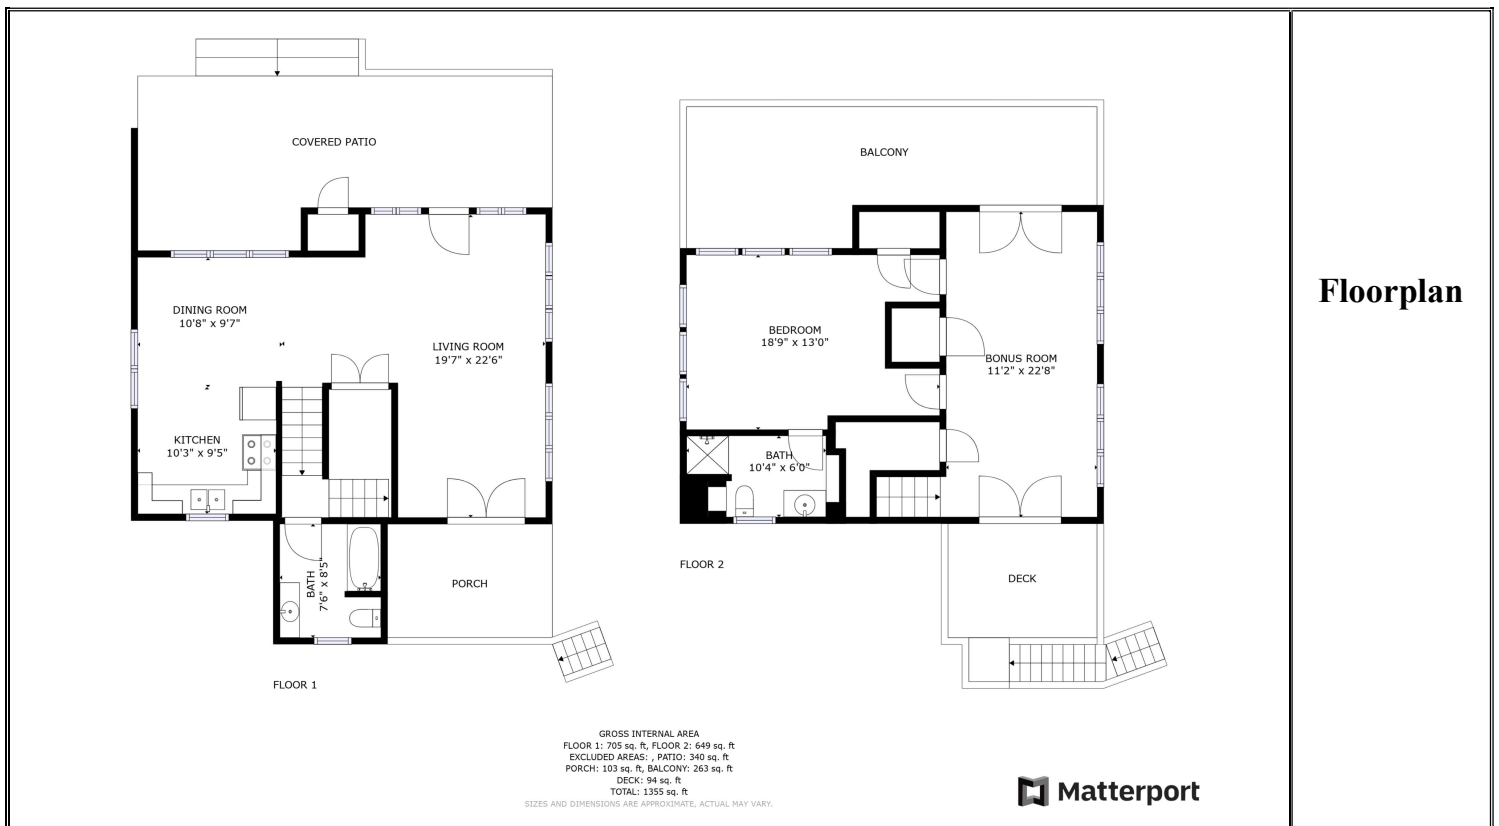 COVERED PATIO
DINING ROOM
10'8" x 9'7"
LIVING ROOM
19'7" x 22'6"
KITCHEN
10'3" x 9'5"
BATH
7'6" x 8'5"
PORCH
FLOOR 1
BALCONY
BEDROOM
18'9" x 13'0"
BONUS ROOM
11'2" x 22'8"
BATH
10'4" x 6'0"
FLOOR 2
DECK
GROSS INTERNAL AREA
FLOOR 1: 705 sq. ft, FLOOR 2: 649 sq. ft
EXCLUDED AREAS: , PATIO: 340 sq. ft
PORCH: 103 sq. ft, BALCONY: 263 sq. ft
DECK: 94 sq. ft
TOTAL: 1355 sq. ft
SIZES AND DIMENSIONS ARE APPROXIMATE, ACTUAL MAY VARY.
Matterport
Floorplan